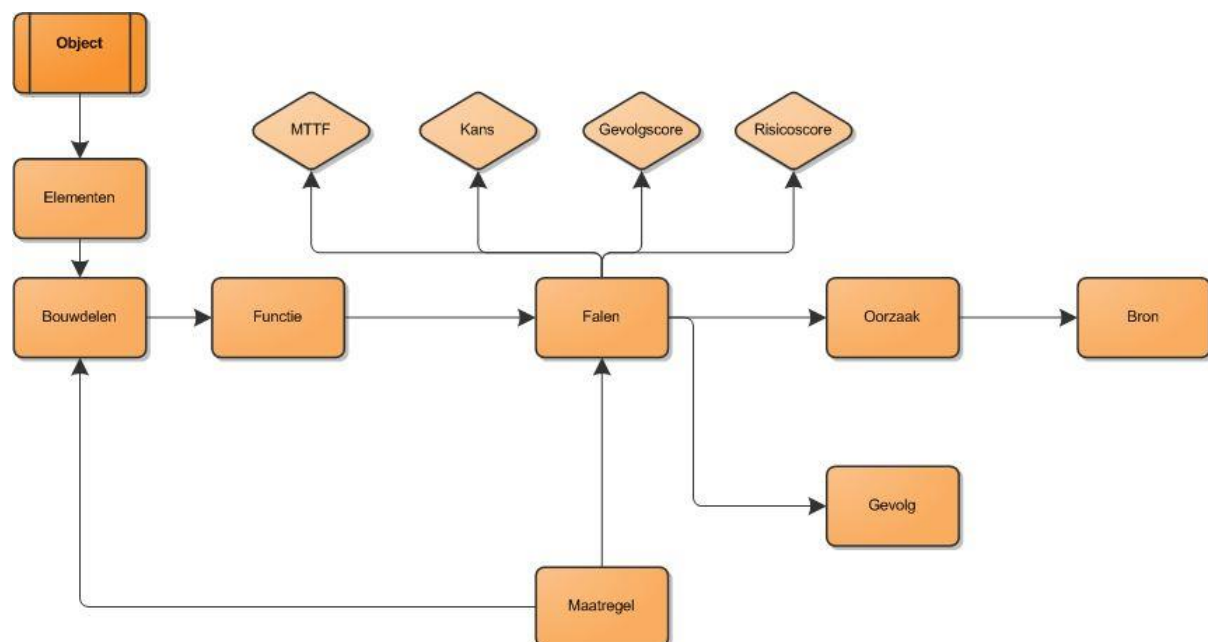 Object
MTTF
Kans
Gevolgscore
Risicoscore
Elementen
Bouwdelen
Functie
Falen
Oorzaak
Bron
Gevolg
Maatregel